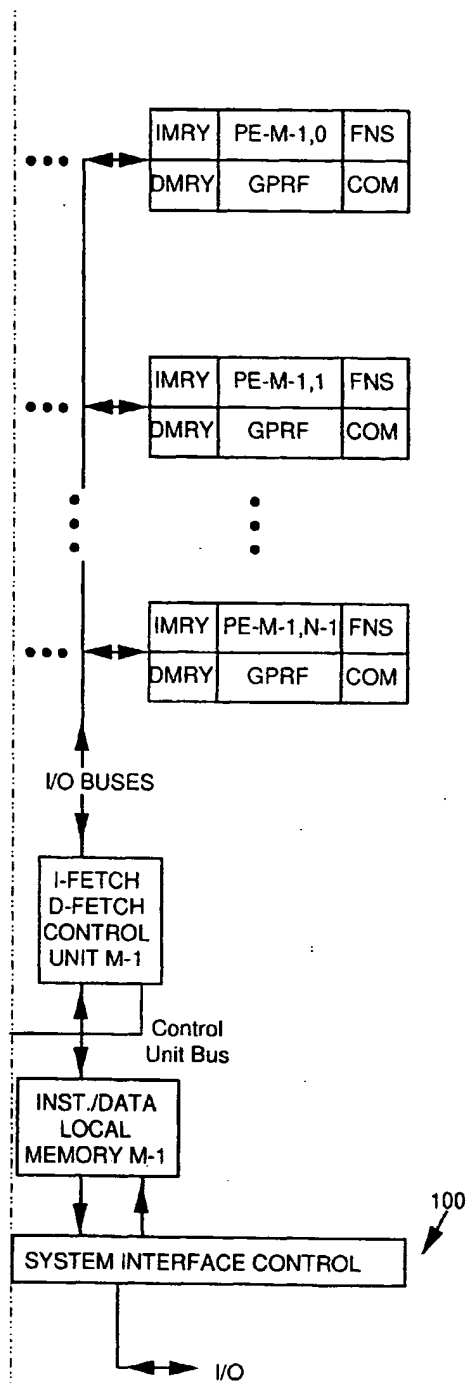 IMRY PE-M-1,0 FNS
DMRY GPRF COM
IMRY PE-M-1,1 FNS
DMRY GPRF COM
IMRY PE-M-1,N-1 FNS
DMRY GPRF COM
I/O BUSES
I-FETCH
D-FETCH
CONTROL
UNIT M-1
Control
Unit Bus
INST./DATA
LOCAL
MEMORY M-1
100
SYSTEM INTERFACE CONTROL
I/O